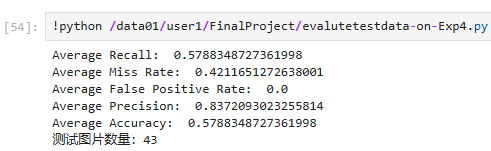 [54]: !python /data01/user1/FinalProject/evalutetestdata-on-Exp4.py
Average Recall:  0.5788348727361998
Average Miss Rate:  0.4211651272638001
Average False Positive Rate:  0.0
Average Precision:  0.8372093023255814
Average Accuracy:  0.5788348727361998
测试图片数量: 43